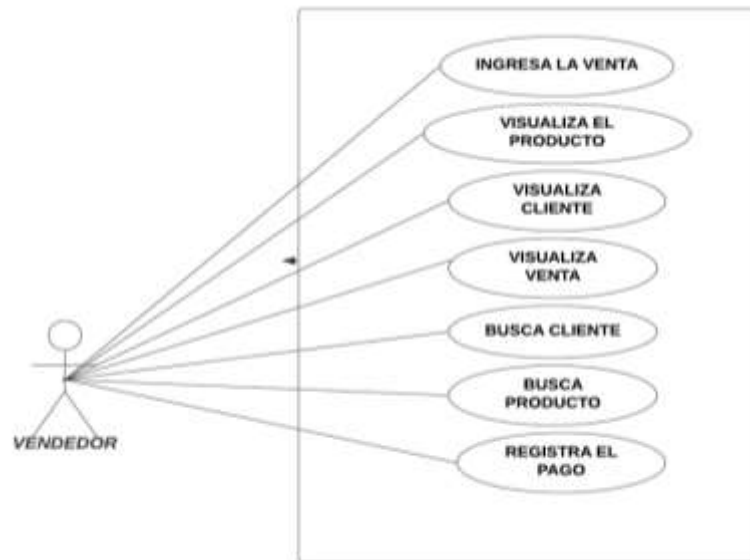 INGRESA LA VENTA
VISUALIZA EL
PRODUCTO
VISUALIZA
CLIENTE
VISUALIZA
VENTA
BUSCA CLIENTE
BUSCA
PRODUCTO
REGISTRA EL
PAGO
VENDEDOR